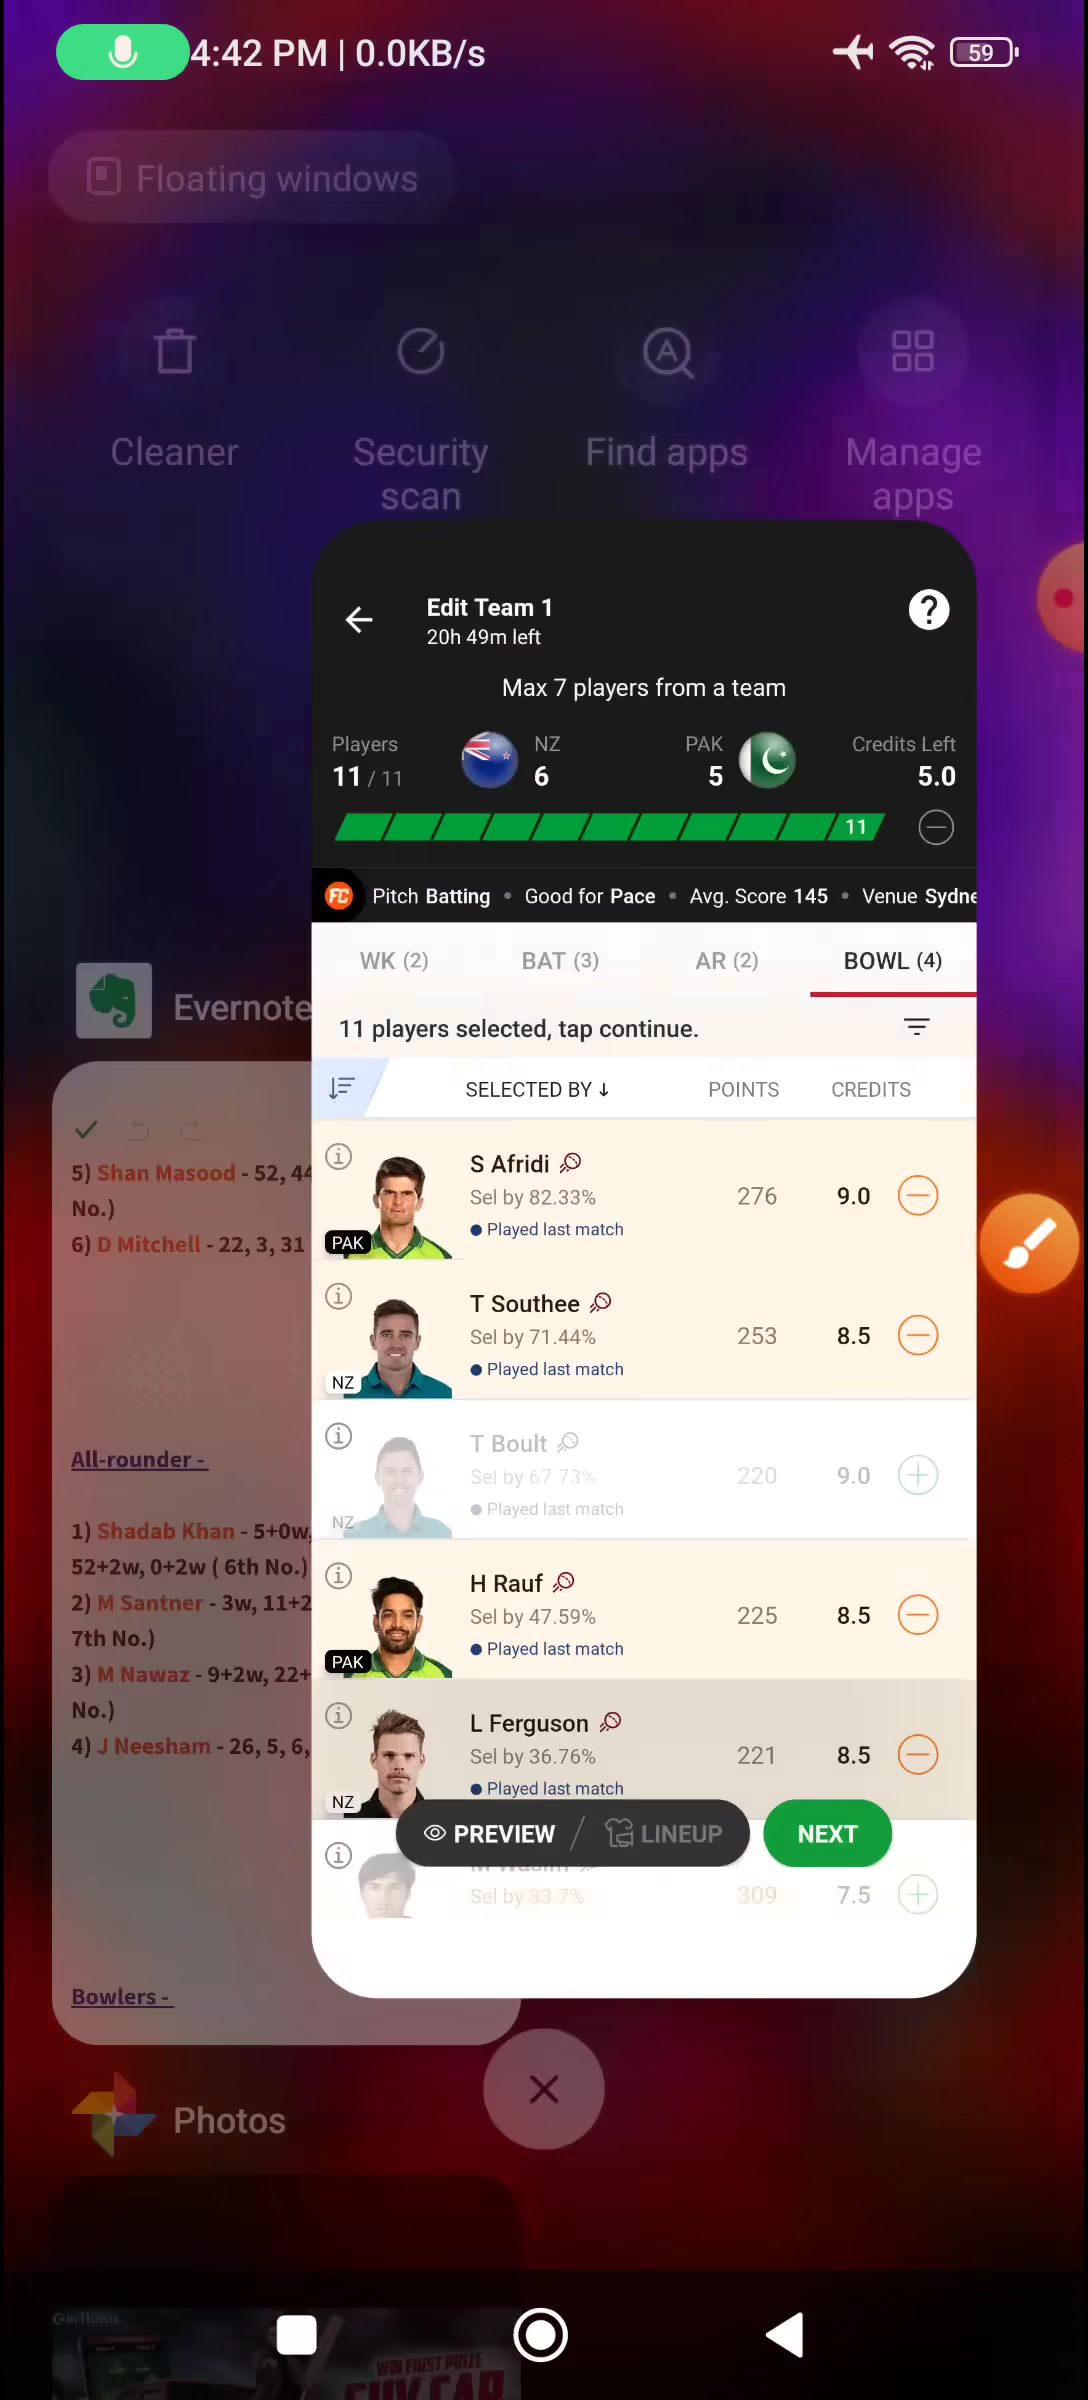 4:42 PM | 0.0KB/s
59
Floating windows
Cleaner
Security scan
Find apps
Manage apps
Edit Team 1
20h 49m left
?
Max 7 players from a team
Players
11 / 11
NZ
6
PAK
5
Credits Left
5.0
11
FC Pitch Batting • Good for Pace • Avg. Score 145 • Venue Sydne
WK (2)
BAT (3)
AR (2)
BOWL (4)
11 players selected, tap continue.
SELECTED BY ↓
POINTS
CREDITS
S Afridi
Sel by 82.33%
276
9.0
Played last match
PAK
T Southee
Sel by 71.44%
253
8.5
Played last match
NZ
T Boult
Sel by 67.73%
220
9.0
Played last match
NZ
H Rauf
Sel by 47.59%
225
8.5
Played last match
PAK
L Ferguson
Sel by 36.76%
221
8.5
Played last match
NZ
PREVIEW / LINEUP
NEXT
Sel by 33.7%
309
7.5
Evernote
5) Shan Masood - 52, 44
No.)
6) D Mitchell - 22, 3, 31
All-rounder -
1) Shadab Khan - 5+0w,
52+2w, 0+2w ( 6th No.)
2) M Santner - 3w, 11+2
7th No.)
3) M Nawaz - 9+2w, 22+
No.)
4) J Neesham - 26, 5, 6,
Bowlers -
Photos
WIN FIRST PRIZE